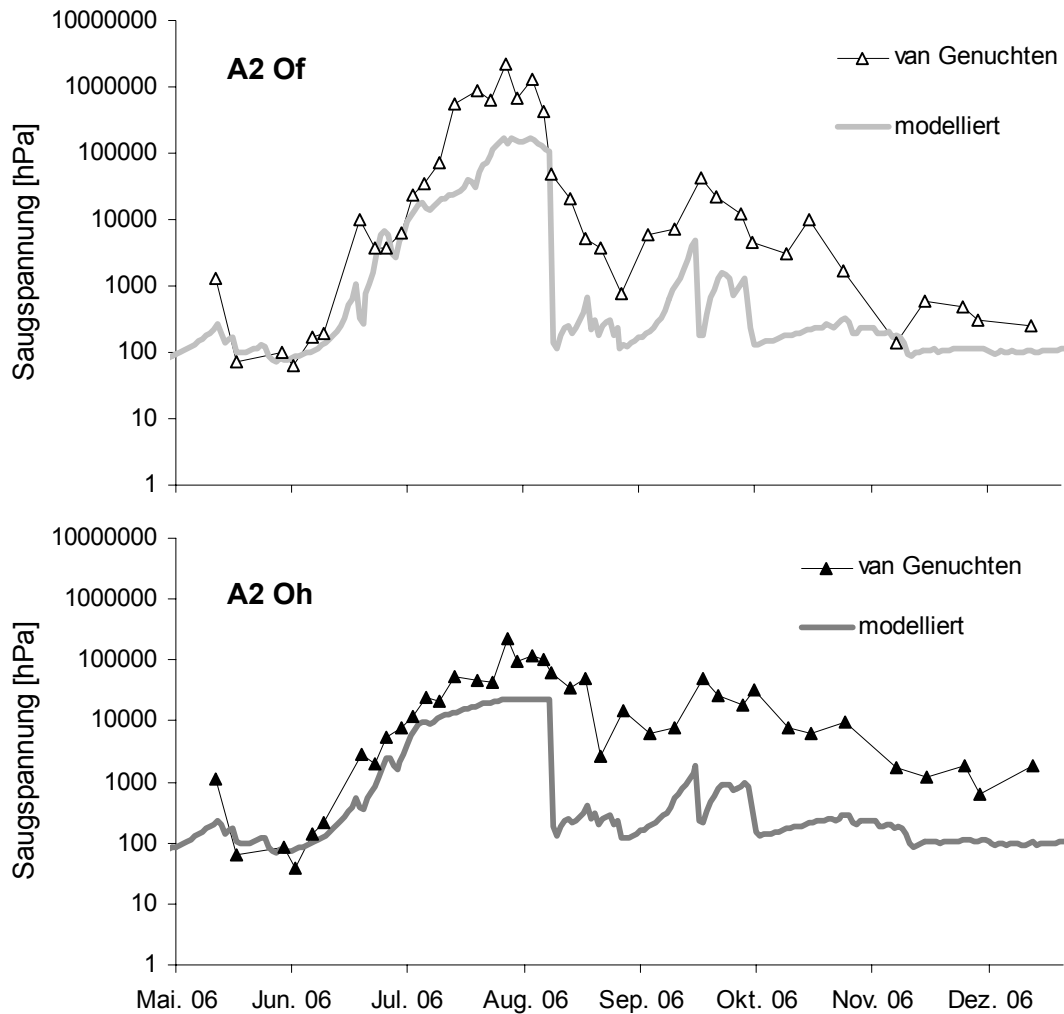 A2 Of
van Genuchten
modelliert
Saugspannung [hPa]
10000000
1000000
100000
10000
1000
100
10
1
A2 Oh
van Genuchten
modelliert
Saugspannung [hPa]
10000000
1000000
100000
10000
1000
100
10
1
Mai. 06 Jun. 06 Jul. 06 Aug. 06 Sep. 06 Okt. 06 Nov. 06 Dez. 06